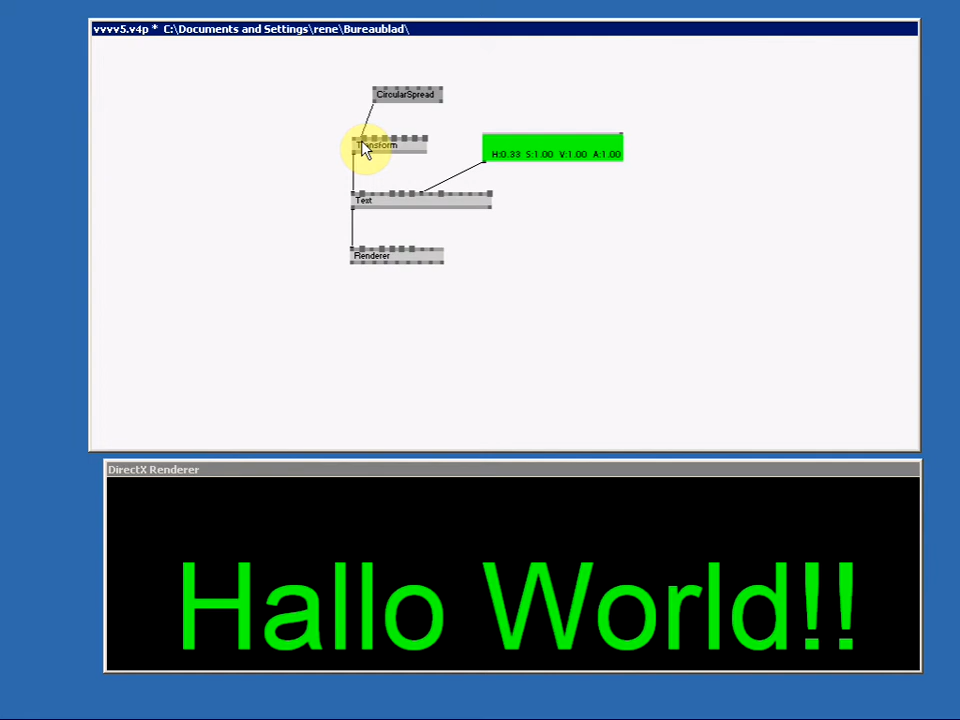 vvvv5.v4p * C:\Documents and Settings\rene\Bureaublad\
CircularSpread
Transform
H:0.33 S:1.00 V:1.00 A:1.00
Text
Renderer
DirectX Renderer
Hallo World!!